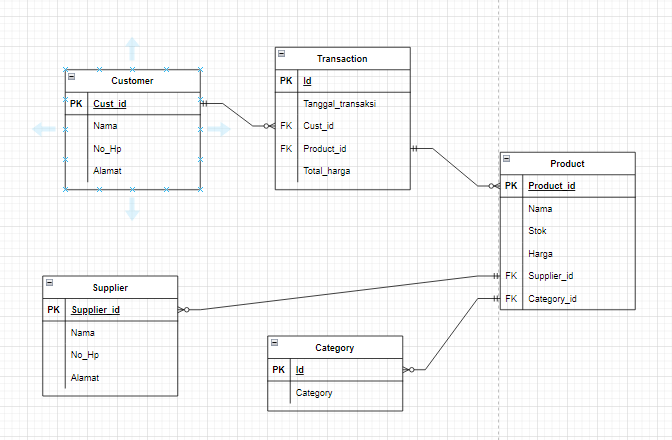 Customer
PK Cust_id
Nama
No_Hp
Alamat
Transaction
PK Id
Tanggal_transaksi
FK Cust_id
FK Product_id
Total_harga
Product
PK Product_id
Nama
Stok
Harga
FK Supplier_id
FK Category_id
Supplier
PK Supplier_id
Nama
No_Hp
Alamat
Category
PK Id
Category